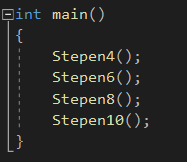 int main()
{
Stepen4();
Stepen6();
Stepen8();
Stepen10();
}